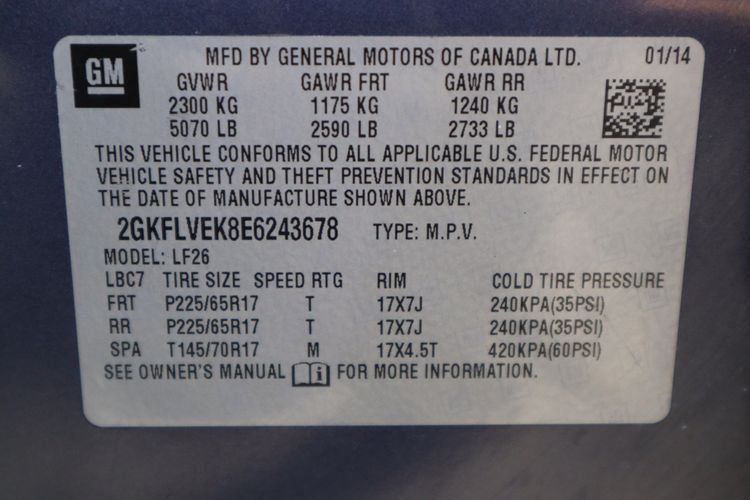 GM
MFD BY GENERAL MOTORS OF CANADA LTD. 01/14
GVWR GAWR FRT GAWR RR
2300 KG 1175 KG 1240 KG
5070 LB 2590 LB 2733 LB
THIS VEHICLE CONFORMS TO ALL APPLICABLE U.S. FEDERAL MOTOR
VEHICLE SAFETY AND THEFT PREVENTION STANDARDS IN EFFECT ON
THE DATE OF MANUFACTURE SHOWN ABOVE.
2GKFLVEK8E6243678 TYPE: M.P.V.
MODEL: LF26
LBC7 TIRE SIZE SPEED RTG RIM COLD TIRE PRESSURE
FRT P225/65R17 T 17X7J 240KPA(35PSI)
RR P225/65R17 T 17X7J 240KPA(35PSI)
SPA T145/70R17 M 17X4.5T 420KPA(60PSI)
SEE OWNER'S MANUAL i FOR MORE INFORMATION.